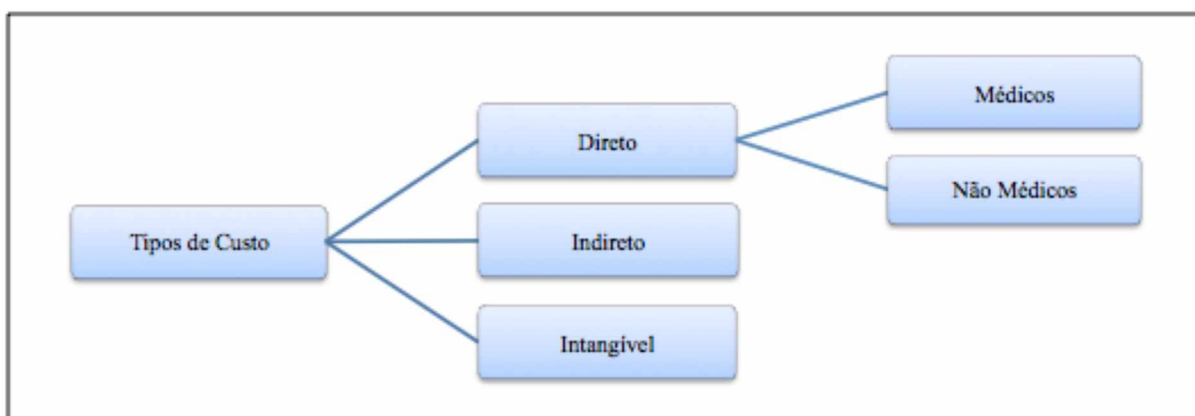 Tipos de Custo
Direto
Médicos
Não Médicos
Indireto
Intangível